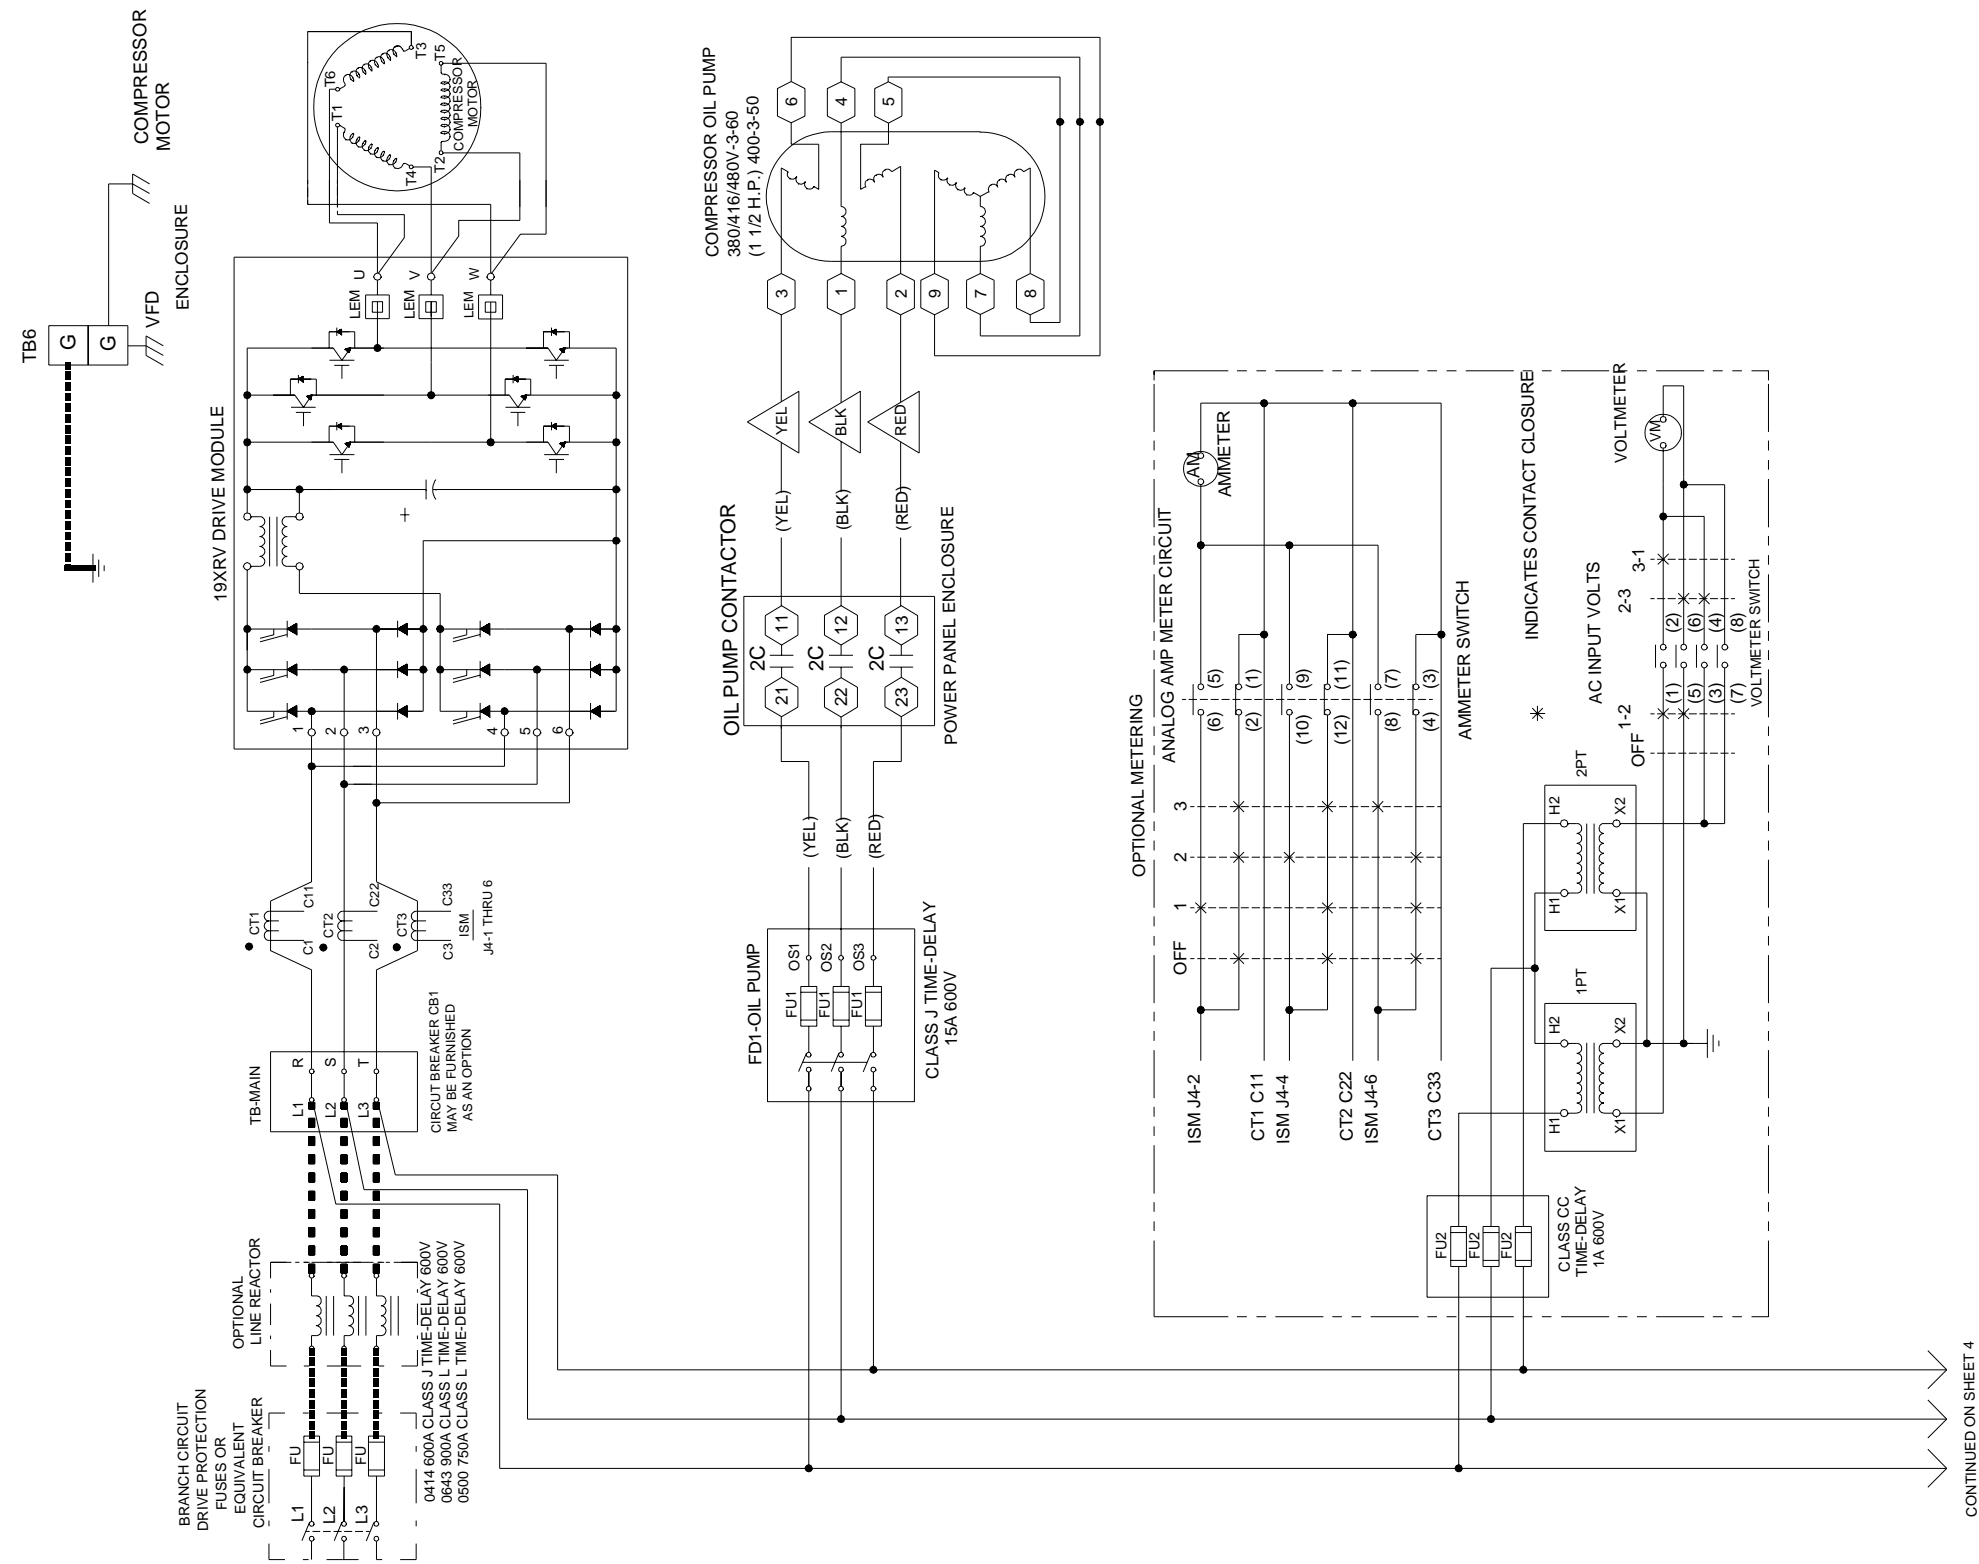 COMPRESSOR
MOTOR
TB6
G
G
VFD
ENCLOSURE
T6
T3
T1
T5
COMPRESSOR
MOTOR
T4
T2
19XRV DRIVE MODULE
LEM
U
LEM
V
LEM
W
+
1
2
3
4
5
6
CT1
C1
C11
CT2
C2
C22
CT3
C3
C33
ISM
J4-1 THRU 6
TB-MAIN
L1
R
L2
S
L3
T
CIRCUT BREAKER CB1
MAY BE FURNISHED
AS AN OPTION
OPTIONAL
LINE REACTOR
BRANCH CIRCUIT
DRIVE PROTECTION
FUSES OR
EQUIVALENT
CIRCUIT BREAKER
L1
FU
L2
FU
L3
FU
0414 600A CLASS J TIME-DELAY 600V
0643 900A CLASS L TIME-DELAY 600V
0500 750A CLASS L TIME-DELAY 600V
COMPRESSOR OIL PUMP
380/416/480V-3-60
(1 1/2 H.P.) 400-3-50
6
4
5
3
1
2
9
7
8
YEL
BLK
RED
(YEL)
(BLK)
(RED)
OIL PUMP CONTACTOR
21
2C
11
22
2C
12
23
2C
13
POWER PANEL ENCLOSURE
(YEL)
(BLK)
(RED)
FD1-OIL PUMP
FU1
OS1
FU1
OS2
FU1
OS3
CLASS J TIME-DELAY
15A 600V
OPTIONAL METERING
ANALOG AMP METER CIRCUIT
AM
AMMETER
OFF
1
2
3
(6)
(5)
(2)
(1)
(10)
(9)
(12)
(11)
(8)
(7)
(4)
(3)
AMMETER SWITCH
ISM J4-2
CT1 C11
ISM J4-4
CT2 C22
ISM J4-6
CT3 C33
INDICATES CONTACT CLOSURE
AC INPUT VOLTS
VOLTMETER
VM
OFF
1-2
2-3
3-1
(1)
(2)
(5)
(6)
(3)
(4)
(7)
(8)
VOLTMETER SWITCH
2PT
H1
H2
X1
X2
1PT
H1
H2
X1
X2
FU2
FU2
FU2
CLASS CC
TIME-DELAY
1A 600V
CONTINUED ON SHEET 4